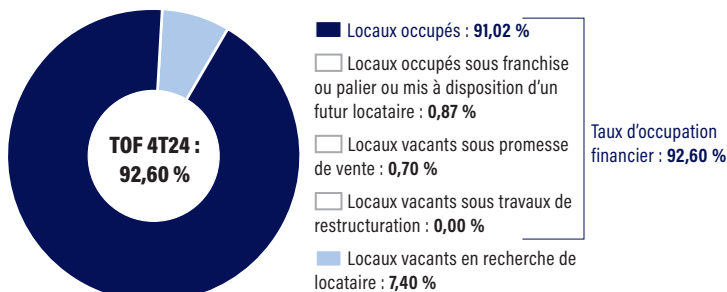 TOF 4T24 :
92,60 %
Locaux occupés : 91,02 %
Locaux occupés sous franchise
ou palier ou mis à disposition d'un
futur locataire : 0,87 %
Locaux vacants sous promesse
de vente : 0,70 %
Locaux vacants sous travaux de
restructuration : 0,00 %
Locaux vacants en recherche de
locataire : 7,40 %
Taux d'occupation
financier : 92,60 %